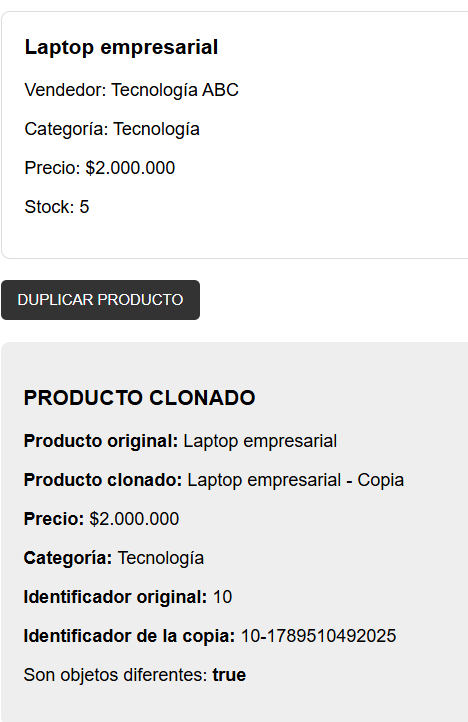 Laptop empresarial
Vendedor: Tecnología ABC
Categoría: Tecnología
Precio: $2.000.000
Stock: 5
DUPLICAR PRODUCTO
PRODUCTO CLONADO
Producto original: Laptop empresarial
Producto clonado: Laptop empresarial - Copia
Precio: $2.000.000
Categoría: Tecnología
Identificador original: 10
Identificador de la copia: 10-1789510492025
Son objetos diferentes: true